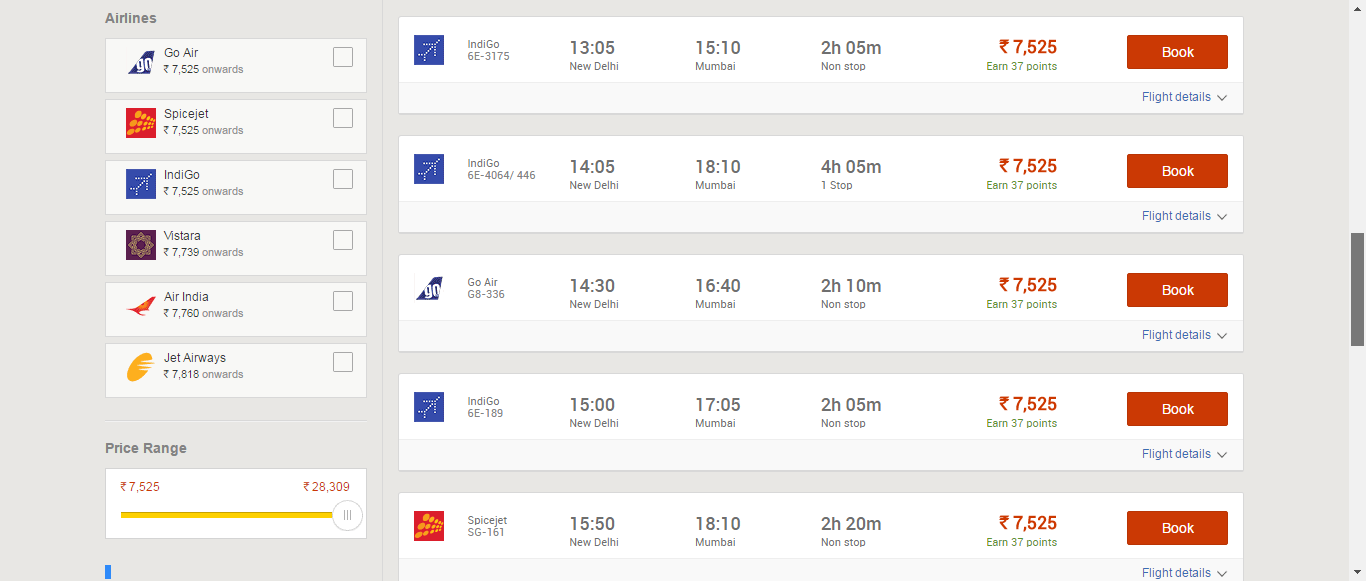 Airlines
go
Go Air
₹ 7,525 onwards
Spicejet
₹ 7,525 onwards
IndiGo
₹ 7,525 onwards
Vistara
₹ 7,739 onwards
Air India
₹ 7,760 onwards
Jet Airways
₹ 7,818 onwards
Price Range
₹ 7,525 ₹ 28,309
IndiGo
6E-3175
13:05
New Delhi
15:10
Mumbai
2h 05m
Non stop
₹ 7,525
Earn 37 points
Book
Flight details
IndiGo
6E-4064/ 446
14:05
New Delhi
18:10
Mumbai
4h 05m
1 Stop
₹ 7,525
Earn 37 points
Book
Flight details
go
Go Air
G8-336
14:30
New Delhi
16:40
Mumbai
2h 10m
Non stop
₹ 7,525
Earn 37 points
Book
Flight details
IndiGo
6E-189
15:00
New Delhi
17:05
Mumbai
2h 05m
Non stop
₹ 7,525
Earn 37 points
Book
Flight details
Spicejet
SG-161
15:50
New Delhi
18:10
Mumbai
2h 20m
Non stop
₹ 7,525
Earn 37 points
Book
Flight details